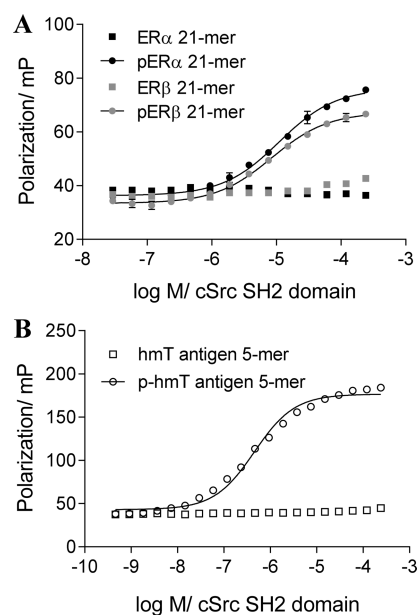 A
ERα 21-mer
pERα 21-mer
ERβ 21-mer
pERβ 21-mer
Polarization/ mP
100
80
60
40
20
-8 -7 -6 -5 -4 -3
log M/ cSrc SH2 domain
B
hmT antigen 5-mer
p-hmT antigen 5-mer
Polarization/ mP
250
200
150
100
50
0
-10 -9 -8 -7 -6 -5 -4 -3
log M/ cSrc SH2 domain